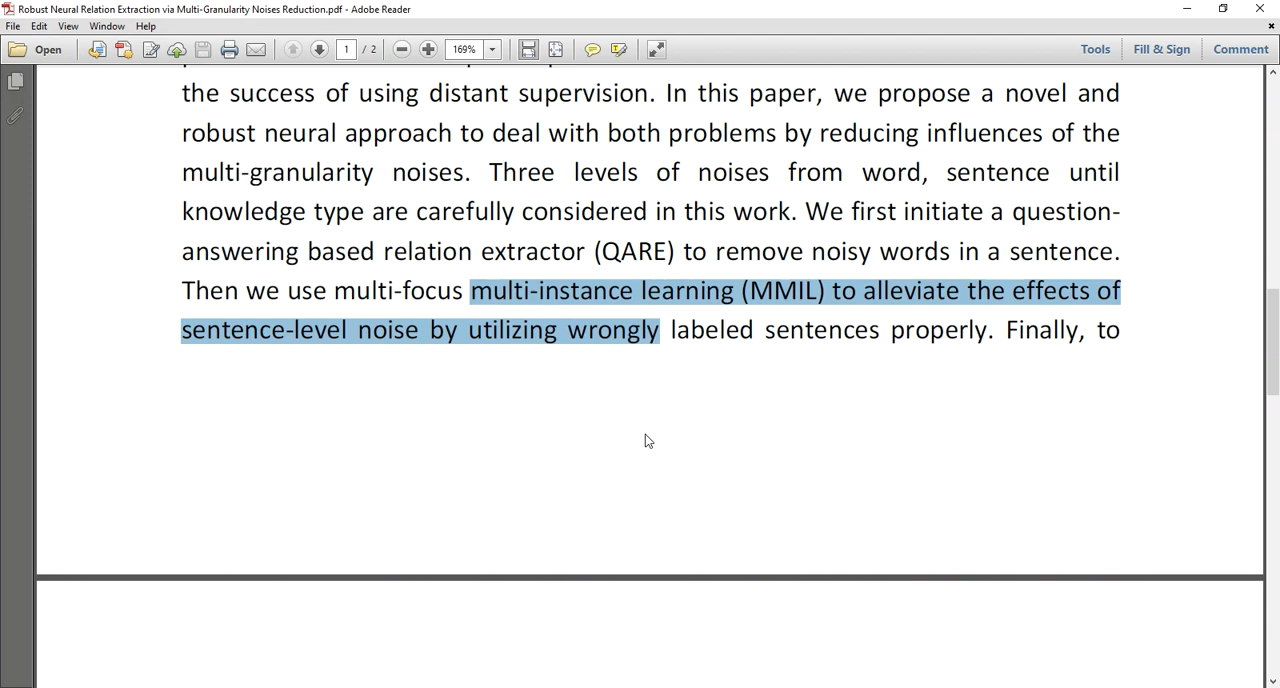 Robust Neural Relation Extraction via Multi-Granularity Noises Reduction.pdf - Adobe Reader
File Edit View Window Help
Open 1 / 2 169% Tools Fill & Sign Comment
the success of using distant supervision. In this paper, we propose a novel and
robust neural approach to deal with both problems by reducing influences of the
multi-granularity noises. Three levels of noises from word, sentence until
knowledge type are carefully considered in this work. We first initiate a question-
answering based relation extractor (QARE) to remove noisy words in a sentence.
Then we use multi-focus multi-instance learning (MMIL) to alleviate the effects of
sentence-level noise by utilizing wrongly labeled sentences properly. Finally, to